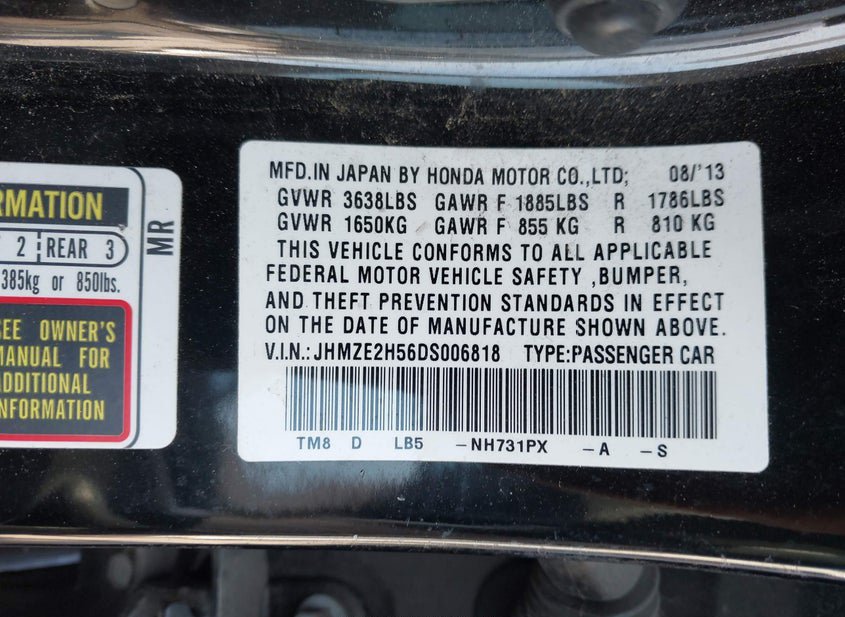 RMATION
2 REAR 3
385kg or 850lbs.
OWNER'S
MANUAL FOR
ADDITIONAL
INFORMATION
MR
MFD.IN JAPAN BY HONDA MOTOR CO.,LTD; 08/'13
GVWR 3638LBS GAWR F 1885LBS R 1786LBS
GVWR 1650KG GAWR F 855 KG R 810 KG
THIS VEHICLE CONFORMS TO ALL APPLICABLE
FEDERAL MOTOR VEHICLE SAFETY ,BUMPER,
AND THEFT PREVENTION STANDARDS IN EFFECT
ON THE DATE OF MANUFACTURE SHOWN ABOVE.
V.I.N.: JHMZE2H56DS006818 TYPE:PASSENGER CAR
TM8 D LB5 -NH731PX -A -S